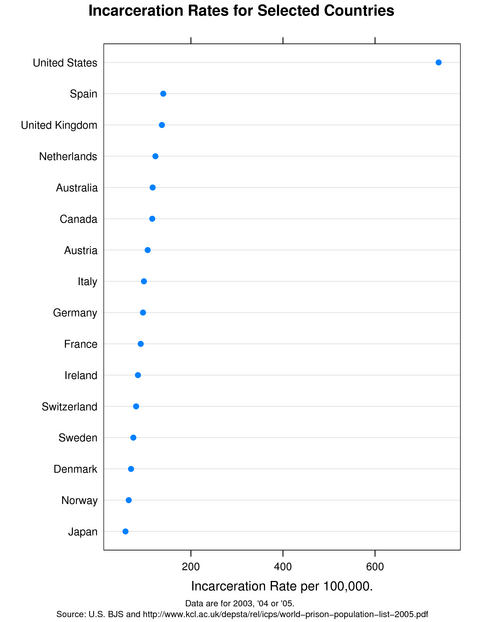 Incarceration Rates for Selected Countries
United States
Spain
United Kingdom
Netherlands
Australia
Canada
Austria
Italy
Germany
France
Ireland
Switzerland
Sweden
Denmark
Norway
Japan
200 400 600
Incarceration Rate per 100,000.
Data are for 2003, '04 or '05.
Source: U.S. BJS and http://www.kcl.ac.uk/depsta/rel/icps/world−prison−population−list−2005.pdf